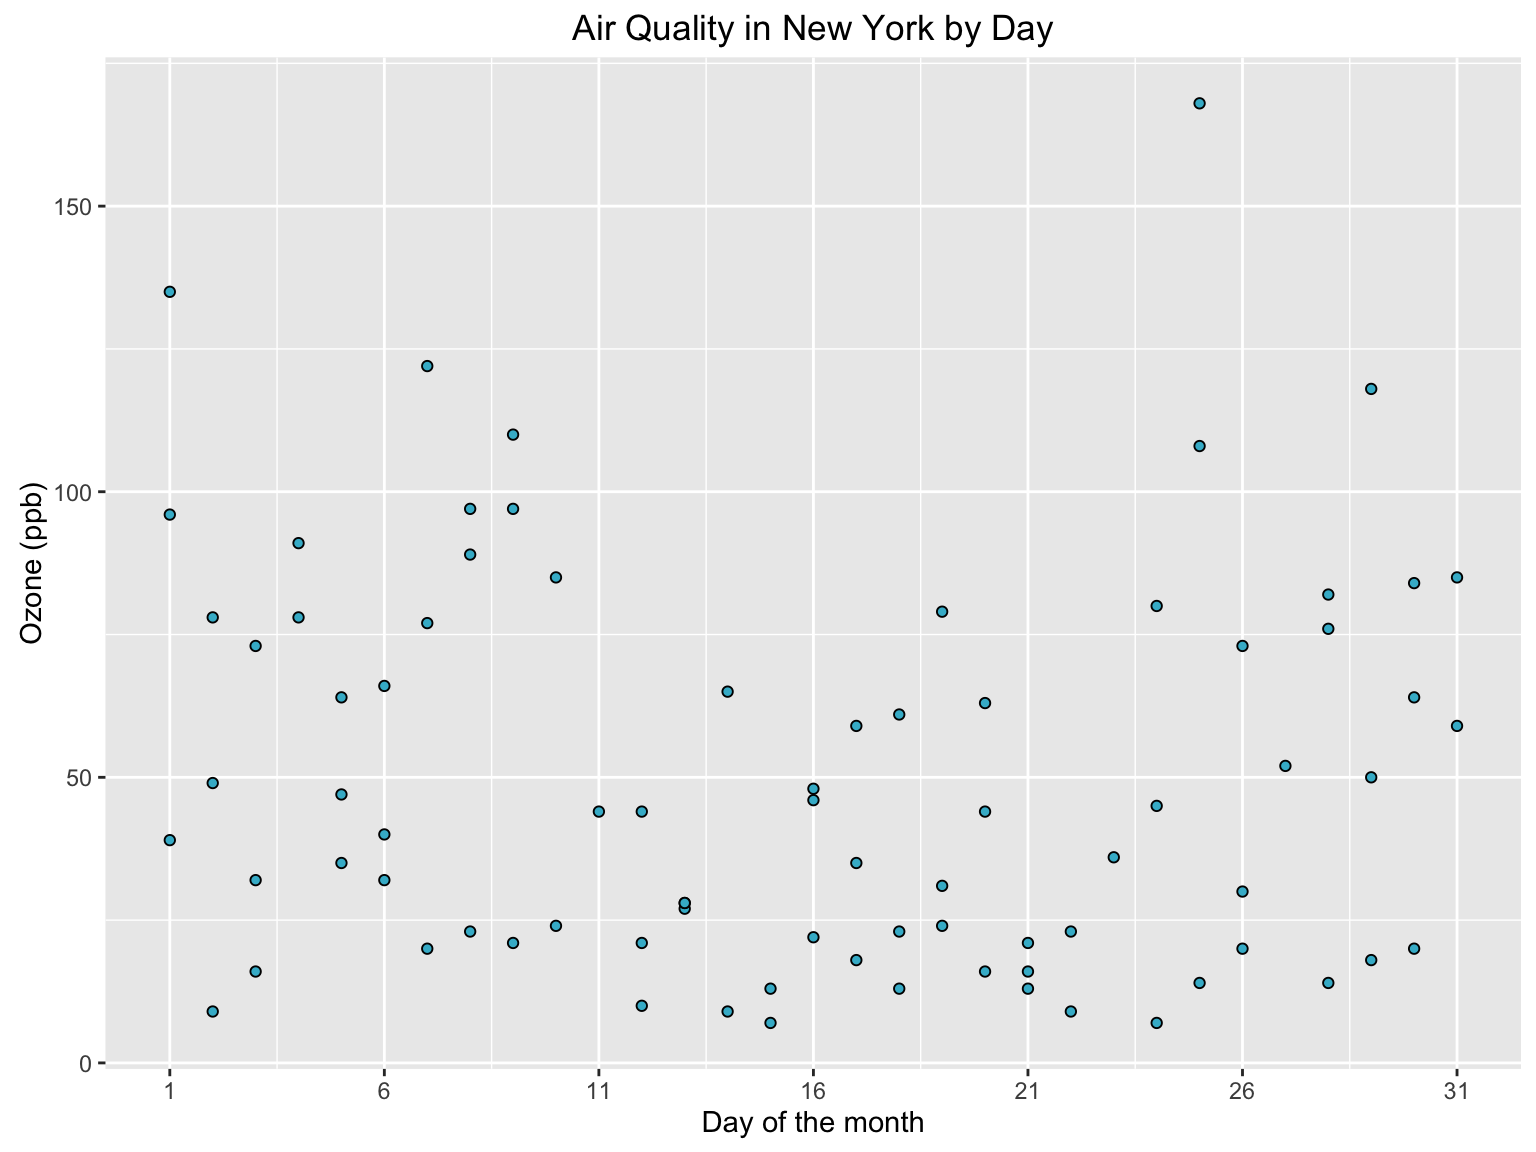 Air Quality in New York by Day
Ozone (ppb)
150
100
50
0
1 6 11 16 21 26 31
Day of the month